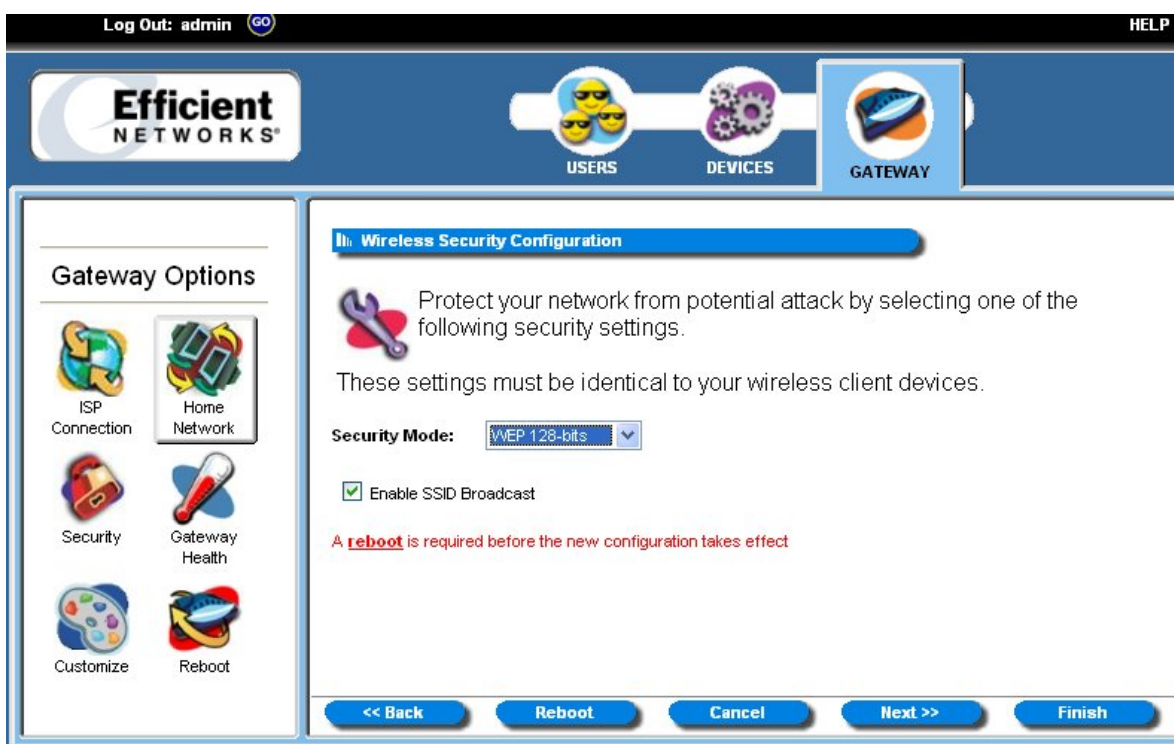 Log Out: admin GO
HELP
Efficient
NETWORKS®
USERS
DEVICES
GATEWAY
Gateway Options
ISP
Connection
Home
Network
Security
Gateway
Health
Customize
Reboot
Wireless Security Configuration
Protect your network from potential attack by selecting one of the
following security settings.
These settings must be identical to your wireless client devices.
Security Mode: WEP 128-bits
Enable SSID Broadcast
A reboot is required before the new configuration takes effect
<< Back
Reboot
Cancel
Next >>
Finish